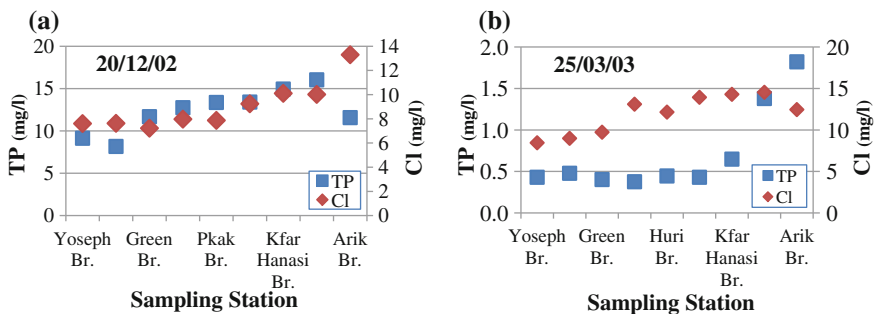 (a)
20/12/02
TP (mg/l)
20
15
10
5
0
14
12
10
8
6
4
2
0
Cl (mg/l)
TP
Cl
Yoseph Br.
Green Br.
Pkak Br.
Kfar Hanasi Br.
Arik Br.
Sampling Station
(b)
25/03/03
TP (mg/l)
2.0
1.5
1.0
0.5
0.0
20
15
10
5
0
Cl (mg/l)
TP
Cl
Yoseph Br.
Green Br.
Huri Br.
Kfar Hanasi Br.
Arik Br.
Sampling Station